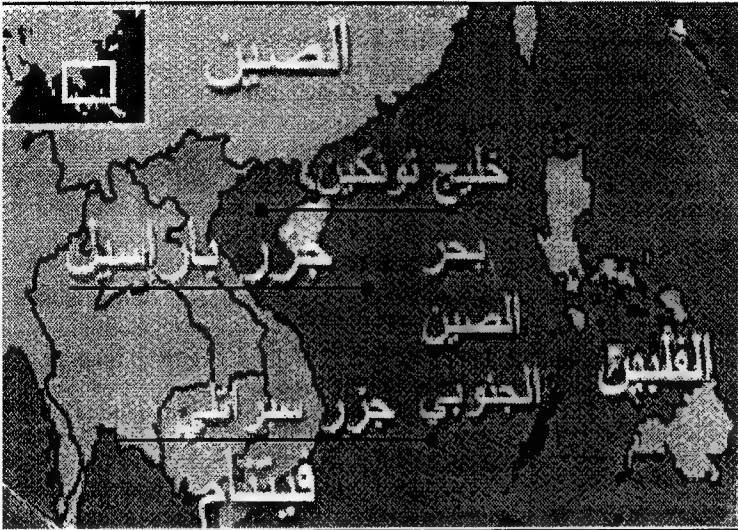 الصين
خليج تونكين
جزر باراسيل
بحر
الصين
الجنوبي
جزر سبراتلي
الفلبين
فيتنام